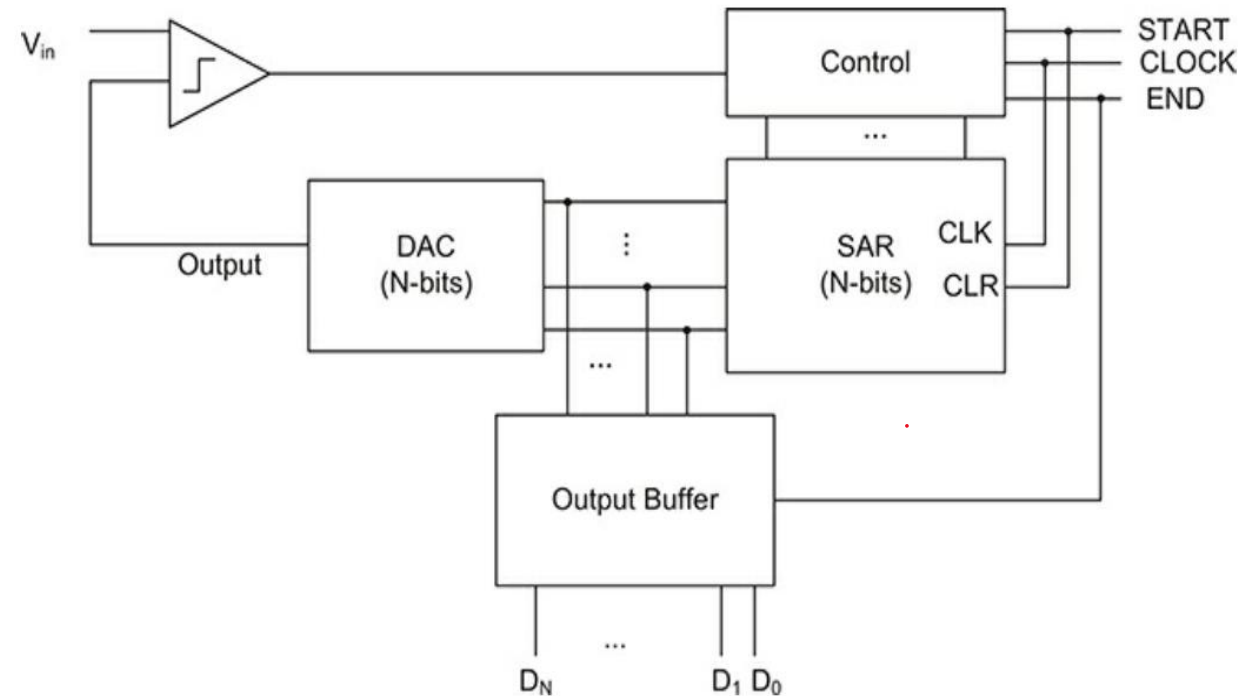 V_in
START
CLOCK
END
Control
...
DAC
(N-bits)
Output
...
SAR
(N-bits)
CLK
CLR
...
Output Buffer
...
D_N
D_1
D_0